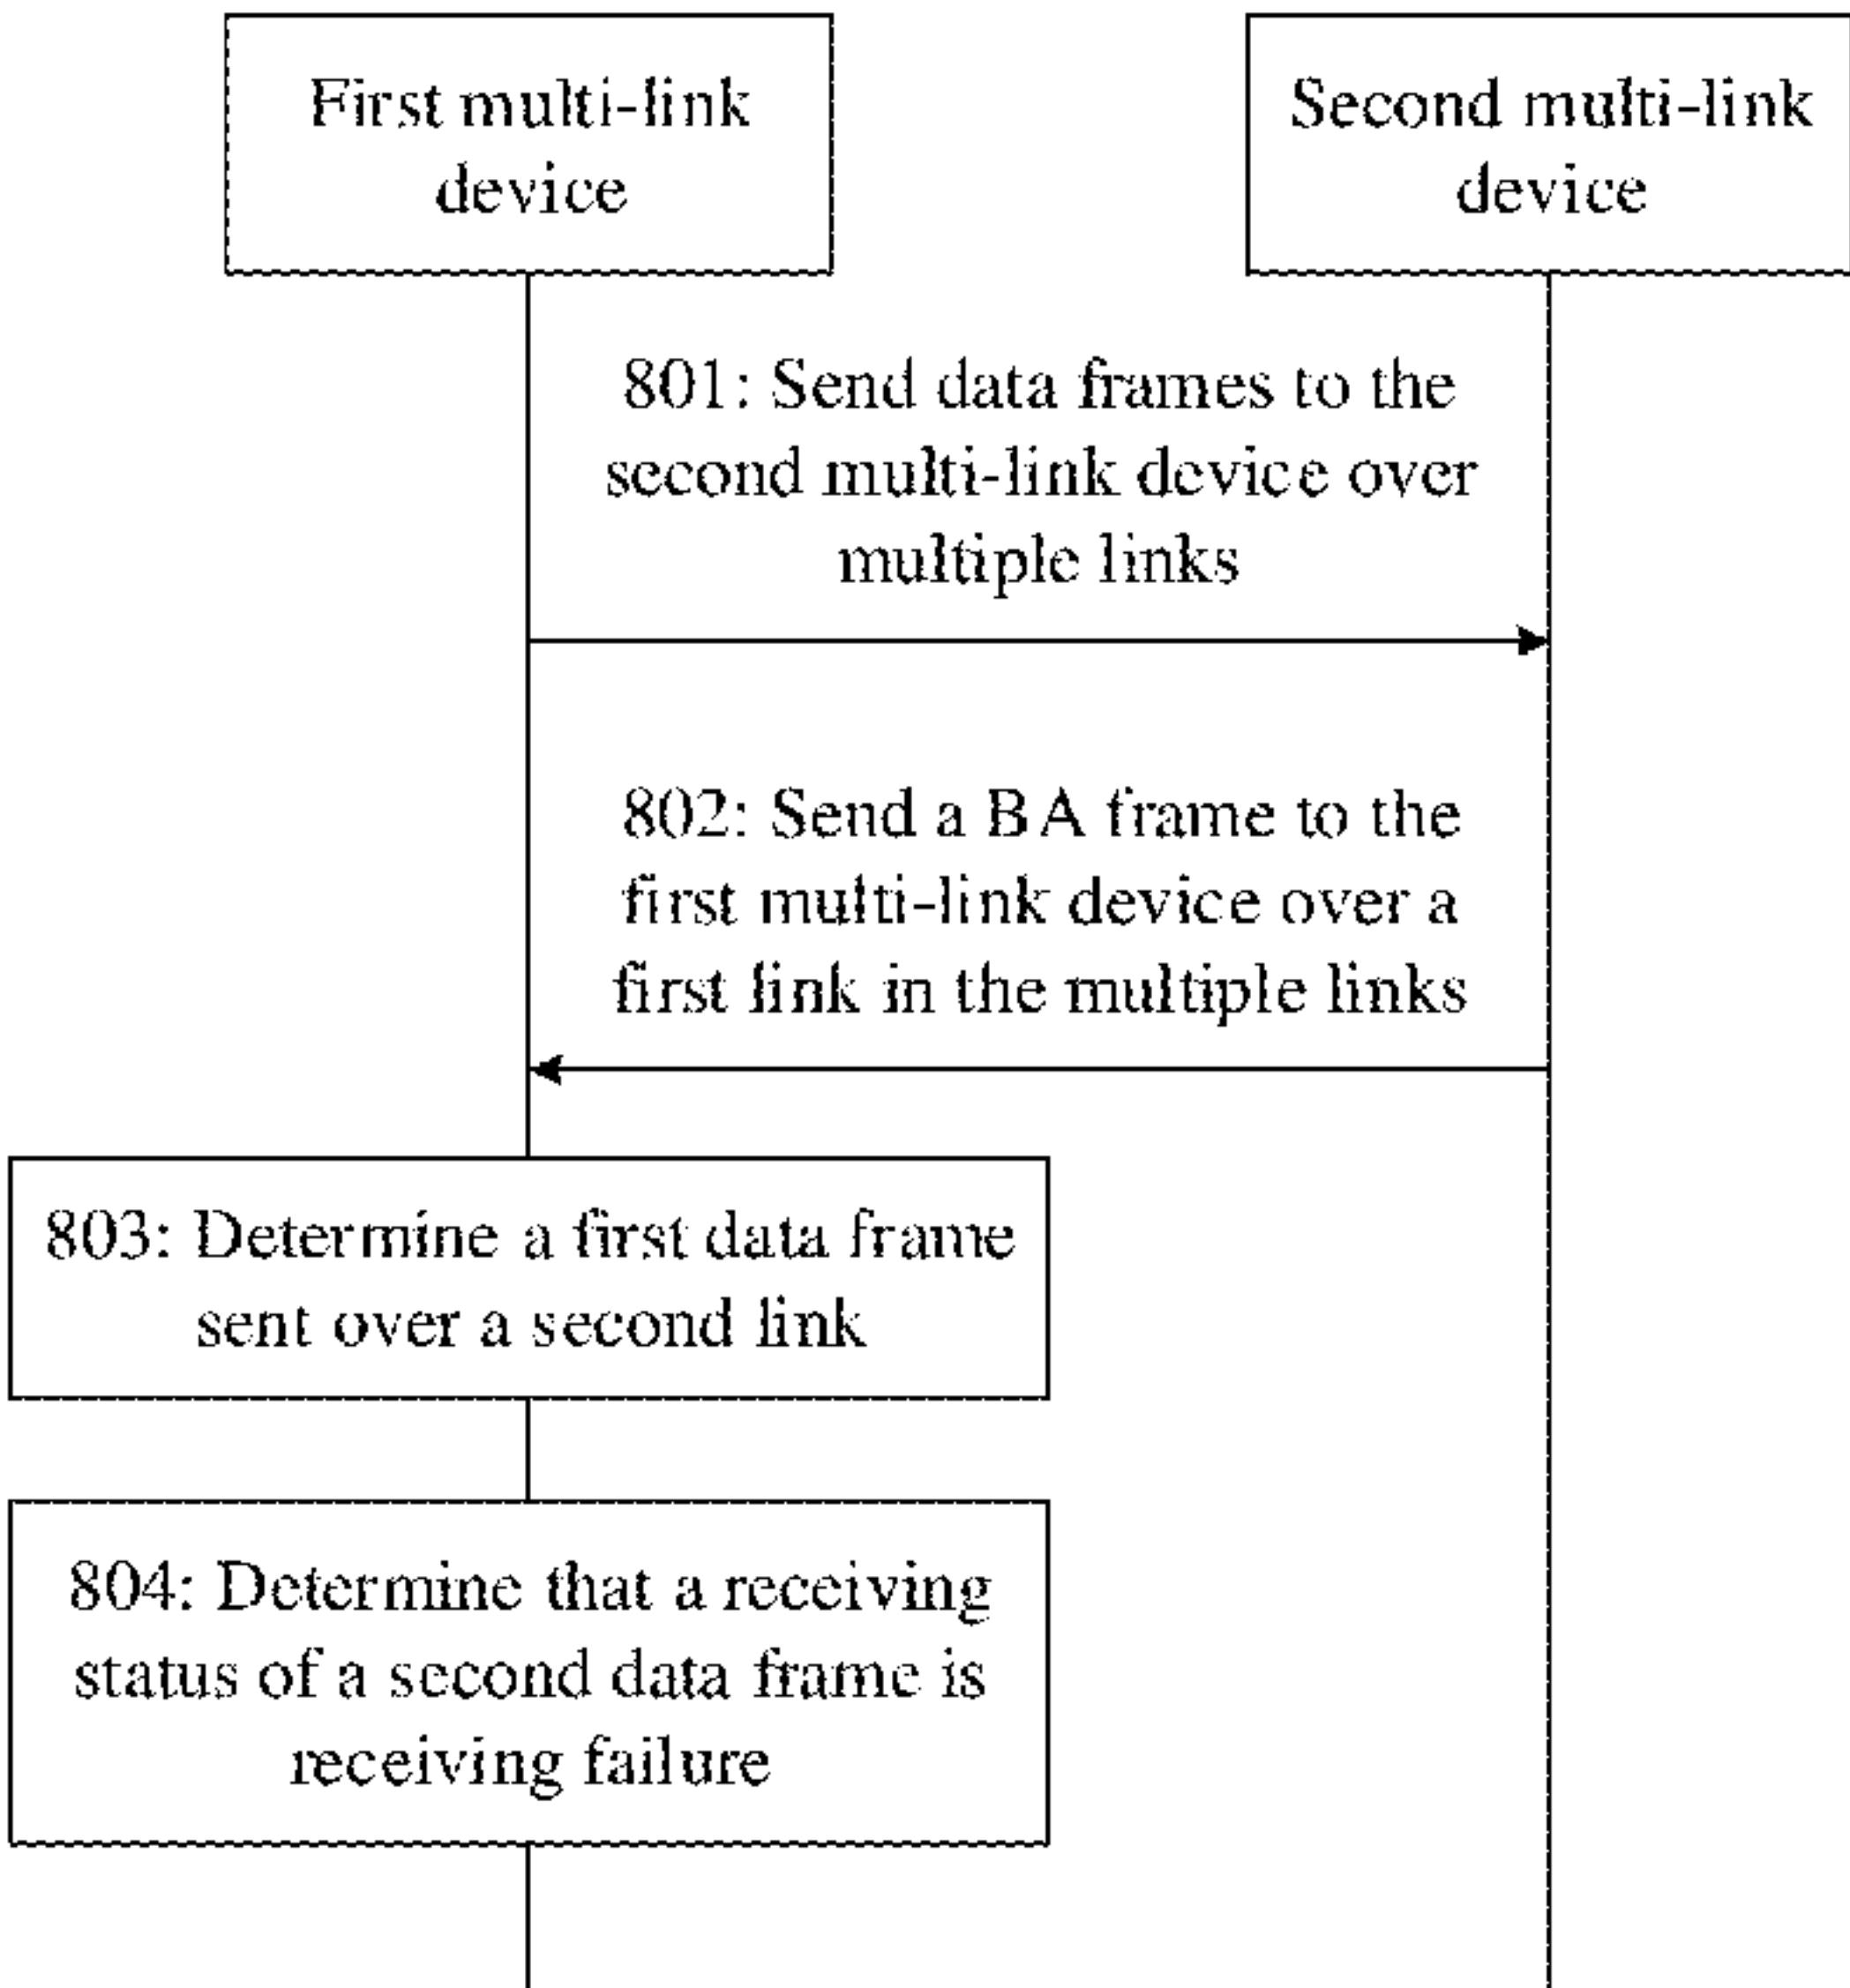 First multi-link
device
Second multi-link
device
801: Send data frames to the
second multi-link device over
multiple links
802: Send a BA frame to the
first multi-link device over a
first link in the multiple links
803: Determine a first data frame
sent over a second link
804: Determine that a receiving
status of a second data frame is
receiving failure